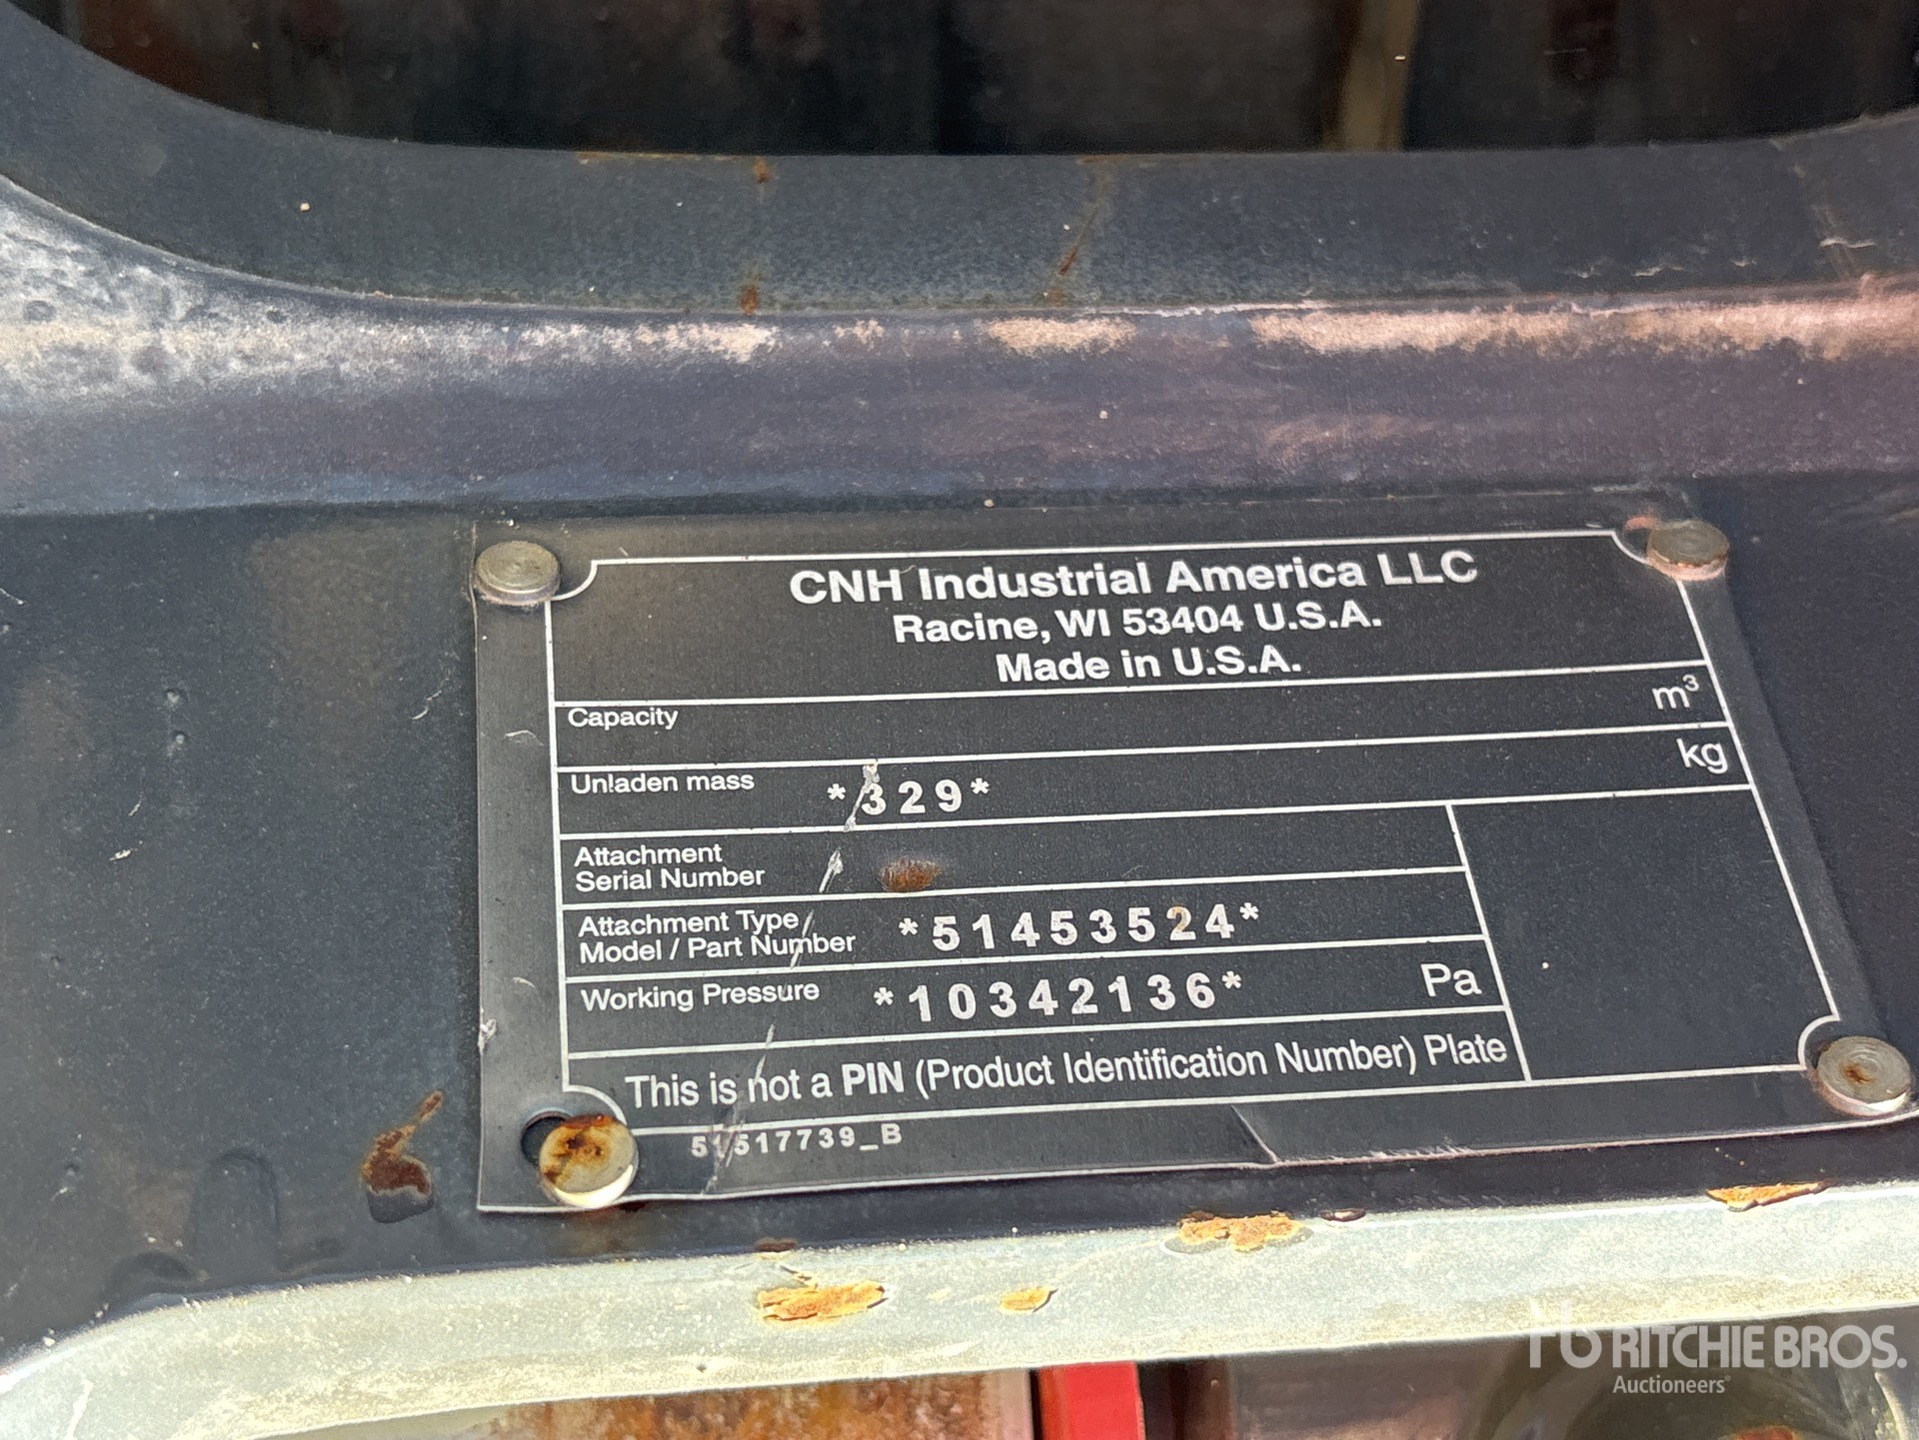 CNH Industrial America LLC
Racine, WI 53404 U.S.A.
Made in U.S.A.
Capacity m³
Unladen mass *329* kg
Attachment
Serial Number
Attachment Type
Model / Part Number *51453524*
Working Pressure *10342136* Pa
This is not a PIN (Product Identification Number) Plate
51517739_B
rb RITCHIE BROS.
Auctioneers®